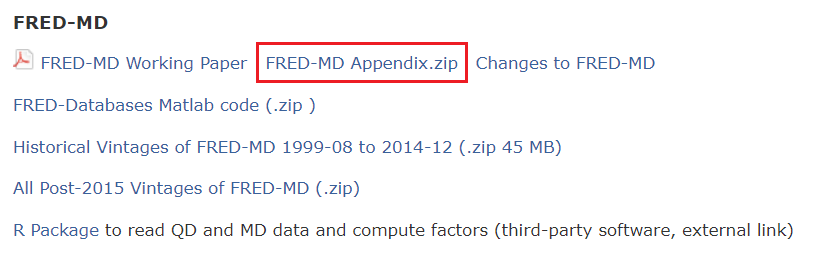 FRED-MD
FRED-MD Working Paper FRED-MD Appendix.zip Changes to FRED-MD
FRED-Databases Matlab code (.zip )
Historical Vintages of FRED-MD 1999-08 to 2014-12 (.zip 45 MB)
All Post-2015 Vintages of FRED-MD (.zip)
R Package to read QD and MD data and compute factors (third-party software, external link)